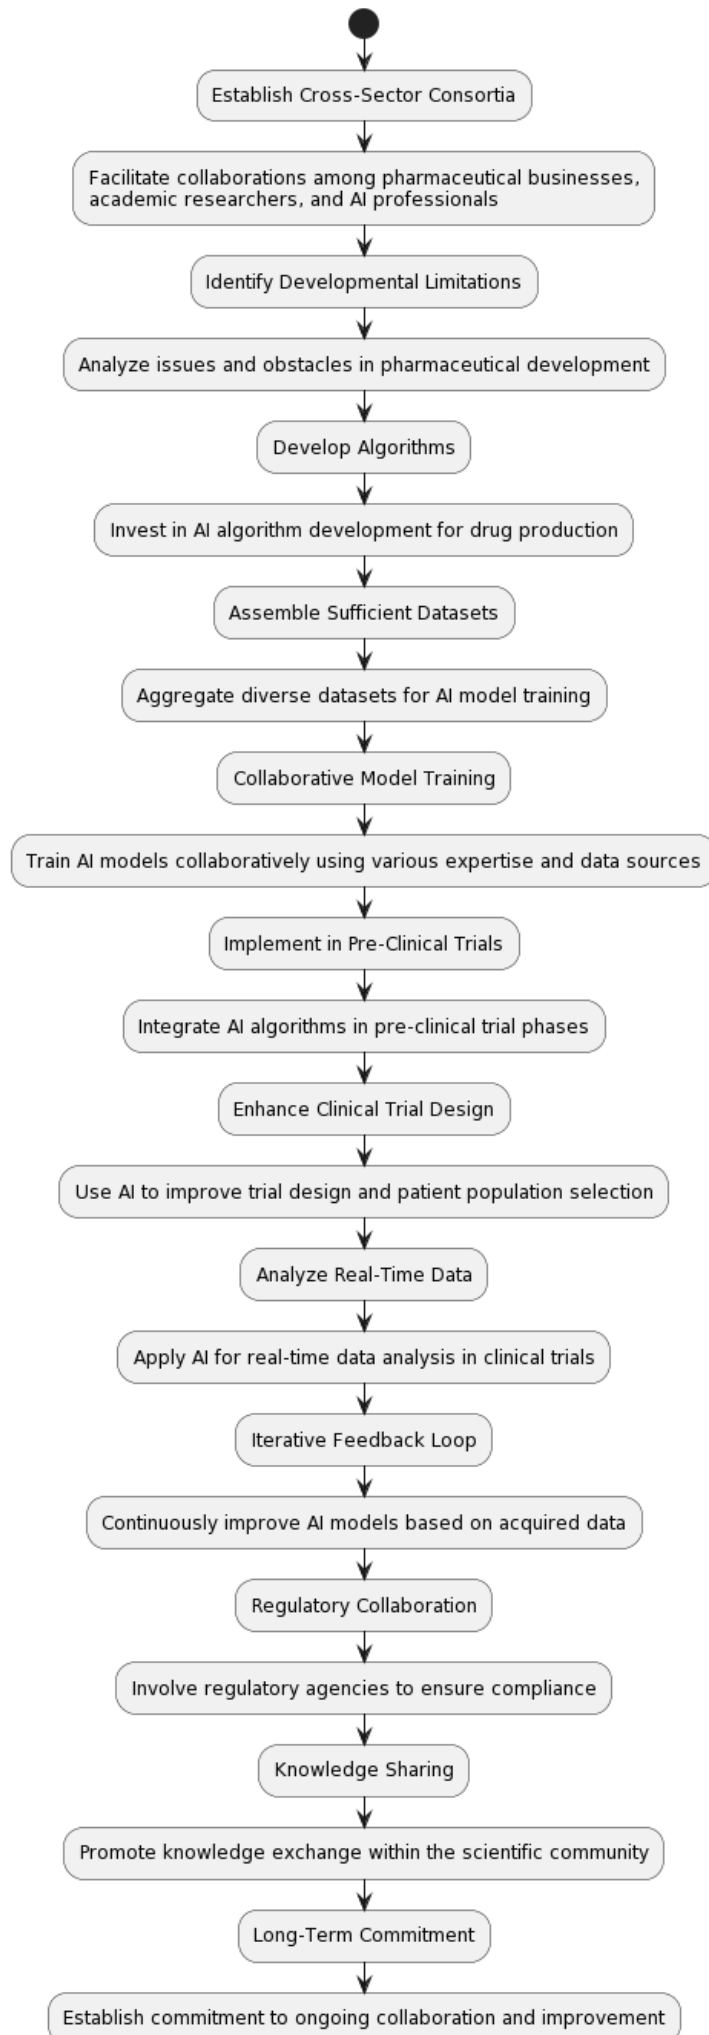 Establish Cross-Sector Consortia
Facilitate collaborations among pharmaceutical businesses,
academic researchers, and AI professionals
Identify Developmental Limitations
Analyze issues and obstacles in pharmaceutical development
Develop Algorithms
Invest in AI algorithm development for drug production
Assemble Sufficient Datasets
Aggregate diverse datasets for AI model training
Collaborative Model Training
Train AI models collaboratively using various expertise and data sources
Implement in Pre-Clinical Trials
Integrate AI algorithms in pre-clinical trial phases
Enhance Clinical Trial Design
Use AI to improve trial design and patient population selection
Analyze Real-Time Data
Apply AI for real-time data analysis in clinical trials
Iterative Feedback Loop
Continuously improve AI models based on acquired data
Regulatory Collaboration
Involve regulatory agencies to ensure compliance
Knowledge Sharing
Promote knowledge exchange within the scientific community
Long-Term Commitment
Establish commitment to ongoing collaboration and improvement